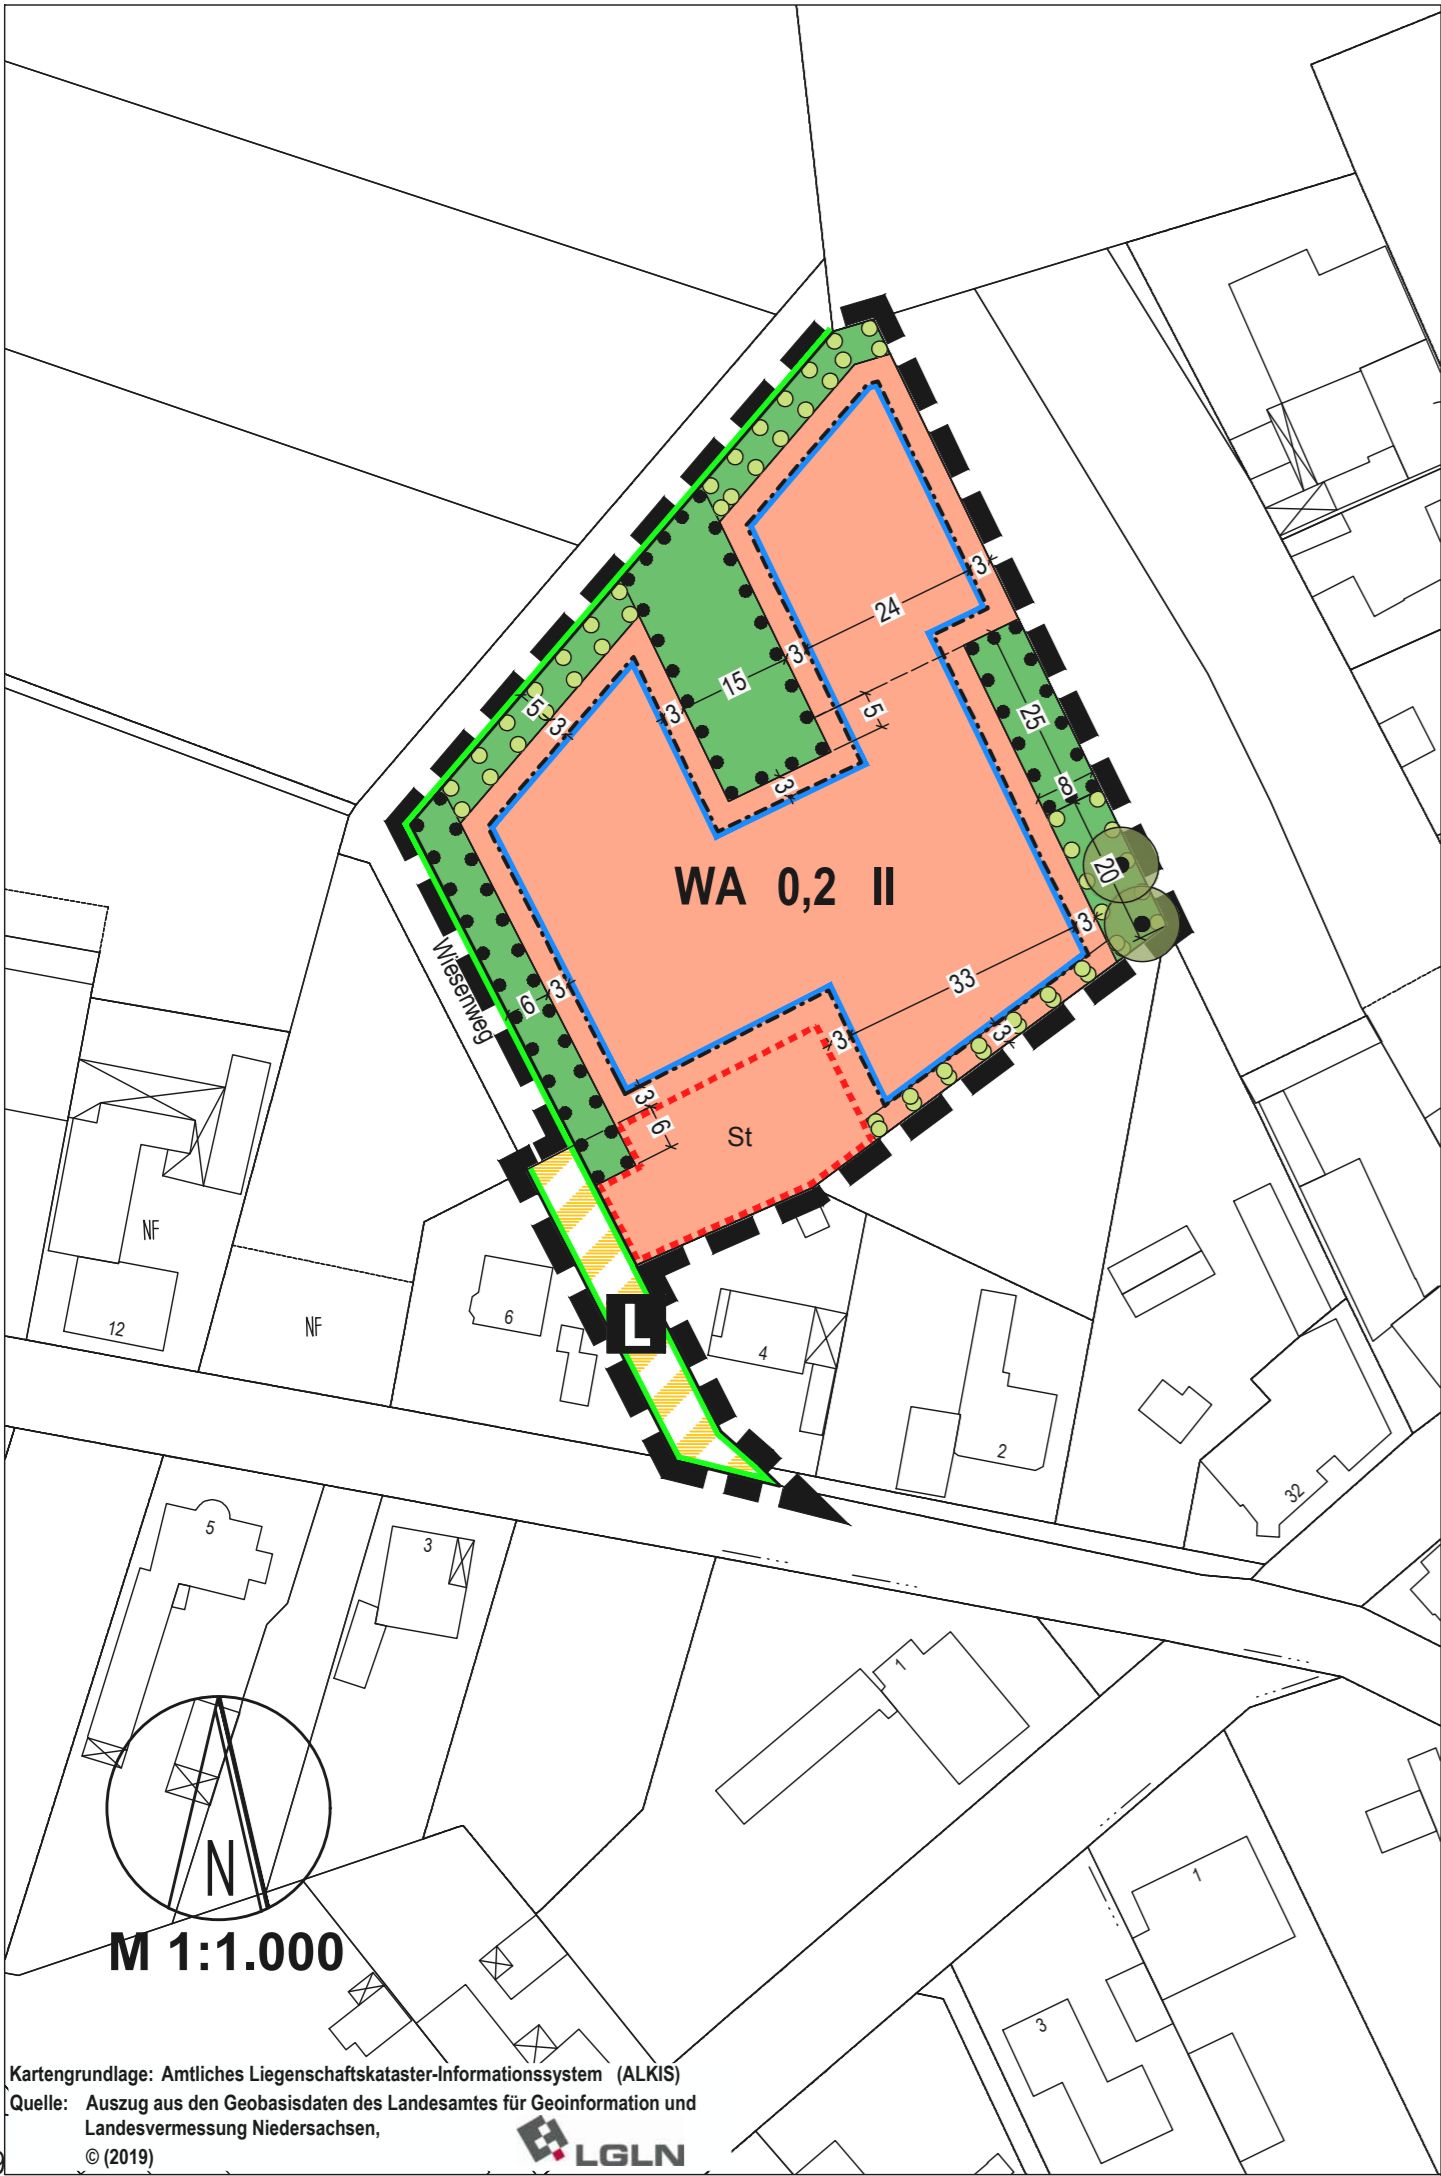 3
24
3
15
3
5
5
3
25
3
8
WA 0,2 II
20
3
Wiesenweg
33
3
6
3
3
3
6
St
NF
L
6
NF
12
4
2
32
5
3
1
N
M 1:1.000
1
3
Kartengrundlage: Amtliches Liegenschaftskataster-Informationssystem (ALKIS)
Quelle: Auszug aus den Geobasisdaten des Landesamtes für Geoinformation und
Landesvermessung Niedersachsen,
© (2019)
LGLN